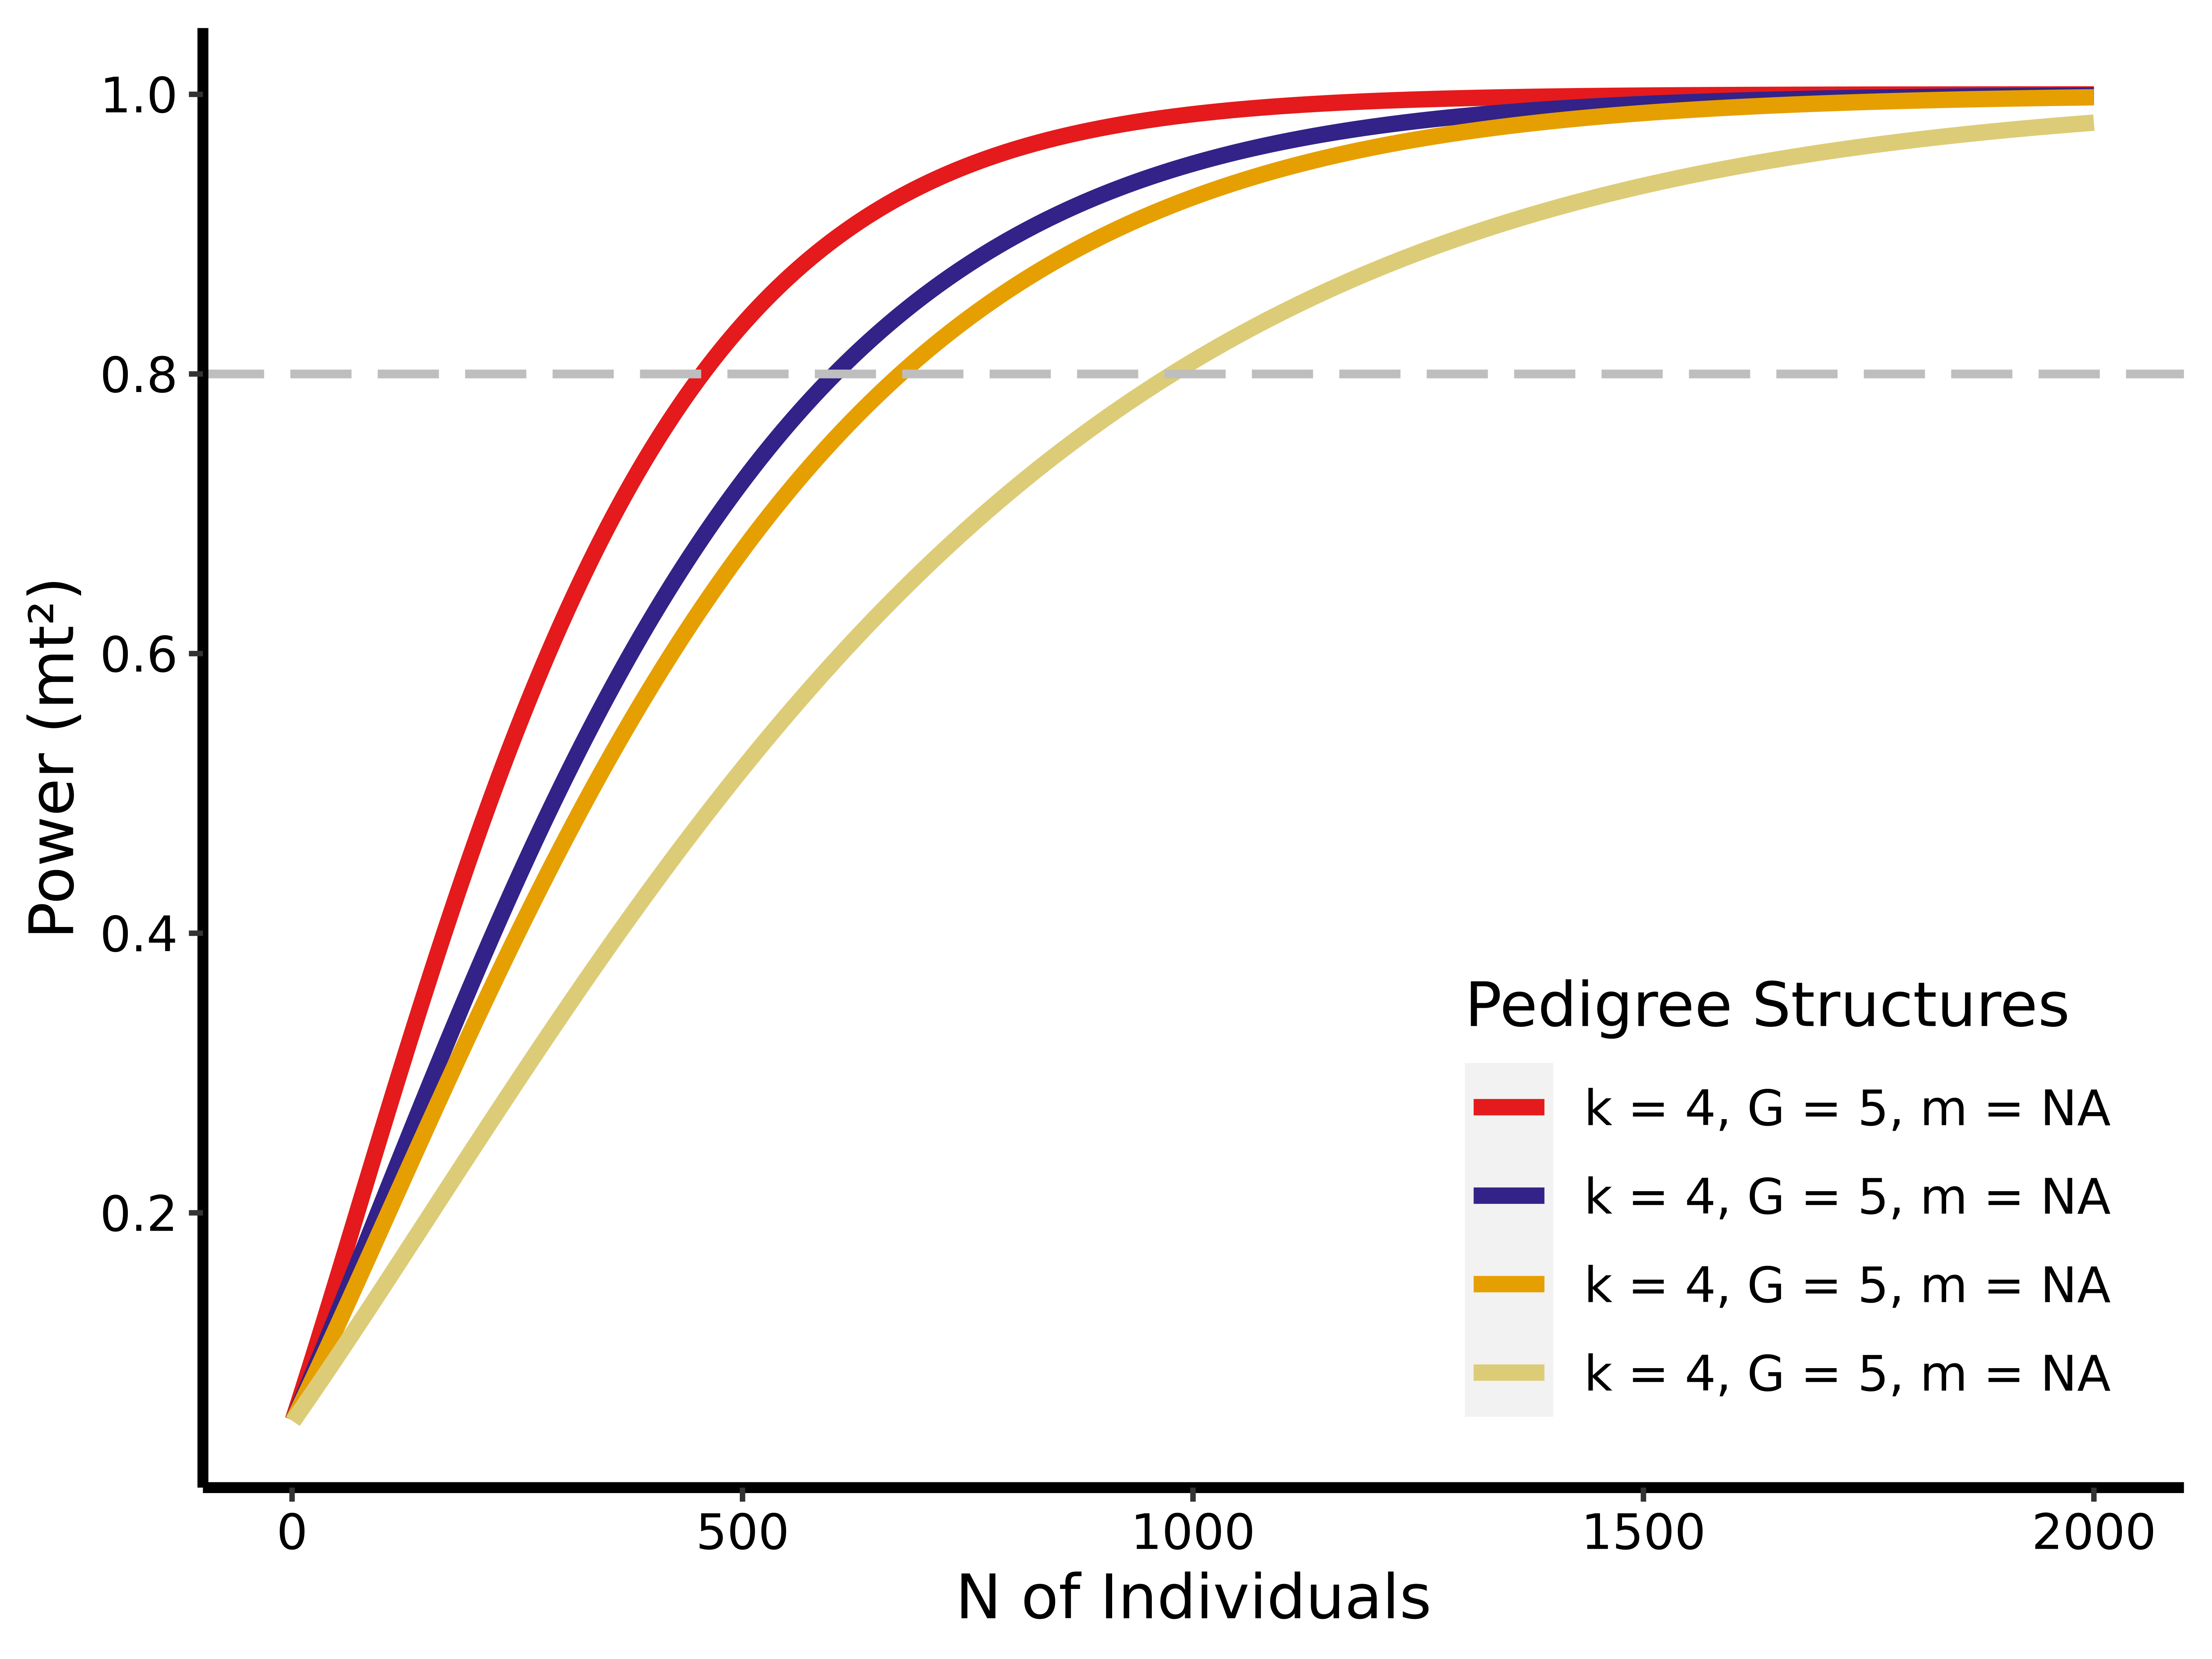 Power (mt²)
1.0
0.8
0.6
0.4
0.2
0
500
1000
1500
2000
N of Individuals
Pedigree Structures
k = 4, G = 5, m = NA
k = 4, G = 5, m = NA
k = 4, G = 5, m = NA
k = 4, G = 5, m = NA